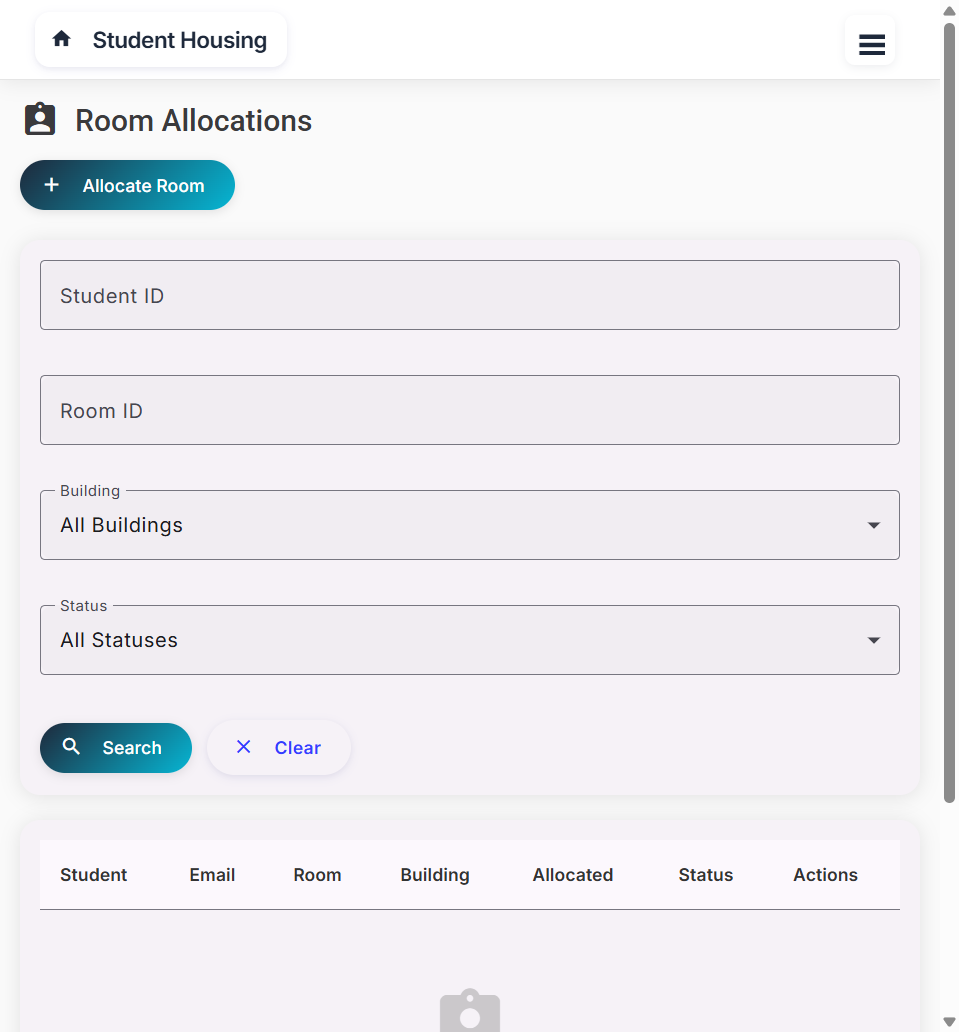 Student Housing
Room Allocations
Allocate Room
Student ID
Room ID
Building
All Buildings
Status
All Statuses
Search Clear
Student Email Room Building Allocated Status Actions